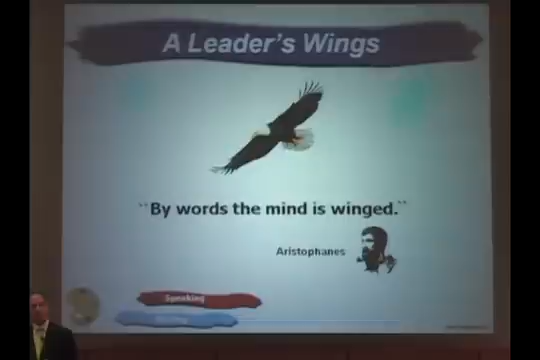 A Leader's Wings
"By words the mind is winged."
Aristophanes
Speaking